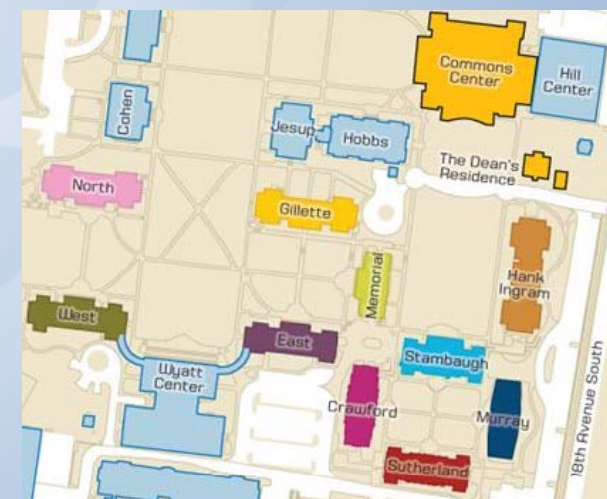 Commons
Center
Hill
Center
Cohen
Jesup
Hobbs
The Dean's
Residence
North
Gillette
Hank
Ingram
Memorial
West
East
Stambaugh
Wyatt
Center
18th Avenue South
Crawford
Murray
Sutherland